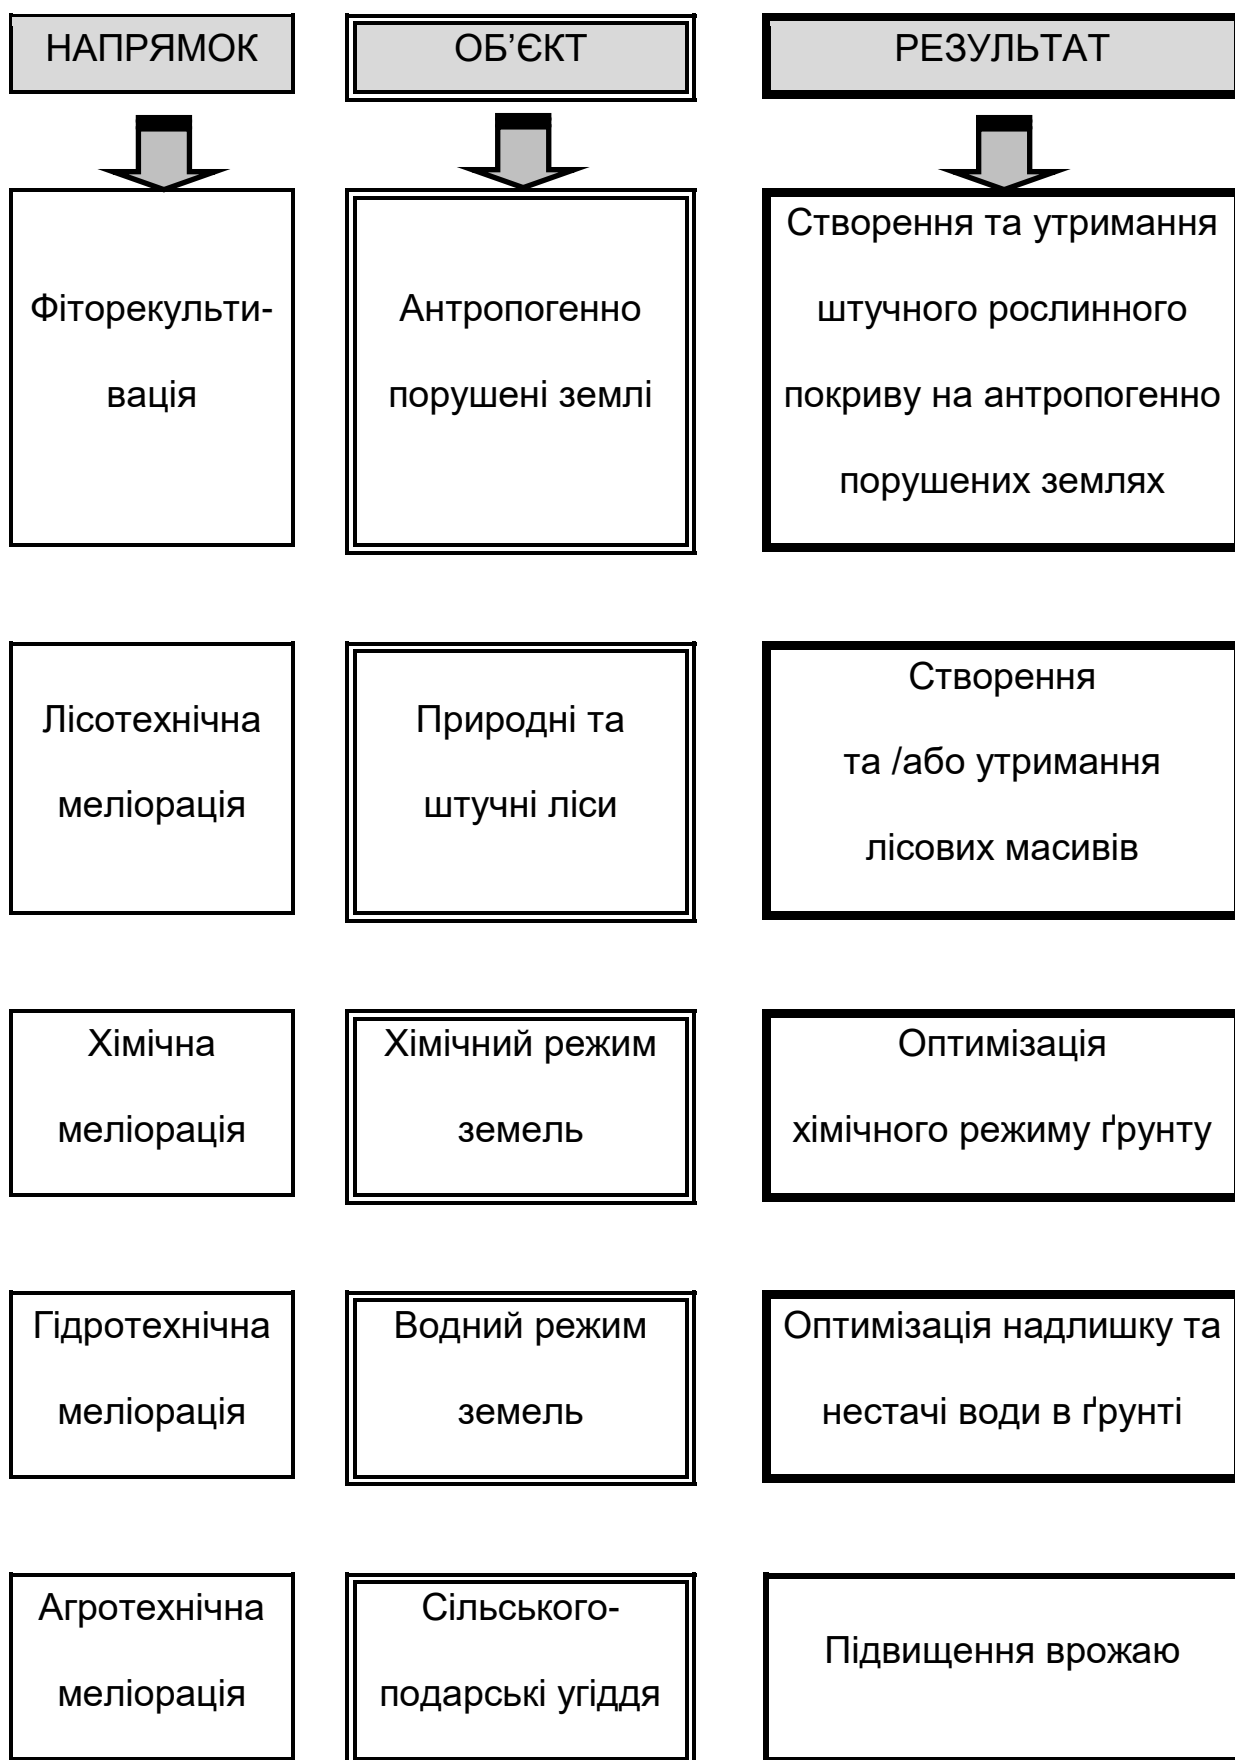 НАПРЯМОК
ОБ’ЄКТ
РЕЗУЛЬТАТ
Фіторекульти-
вація
Антропогенно
порушені землі
Створення та утримання
штучного рослинного
покриву на антропогенно
порушених землях
Лісотехнічна
меліорація
Природні та
штучні ліси
Створення
та /або утримання
лісових масивів
Хімічна
меліорація
Хімічний режим
земель
Оптимізація
хімічного режиму ґрунту
Гідротехнічна
меліорація
Водний режим
земель
Оптимізація надлишку та
нестачі води в ґрунті
Агротехнічна
меліорація
Сільського-
подарські угіддя
Підвищення врожаю